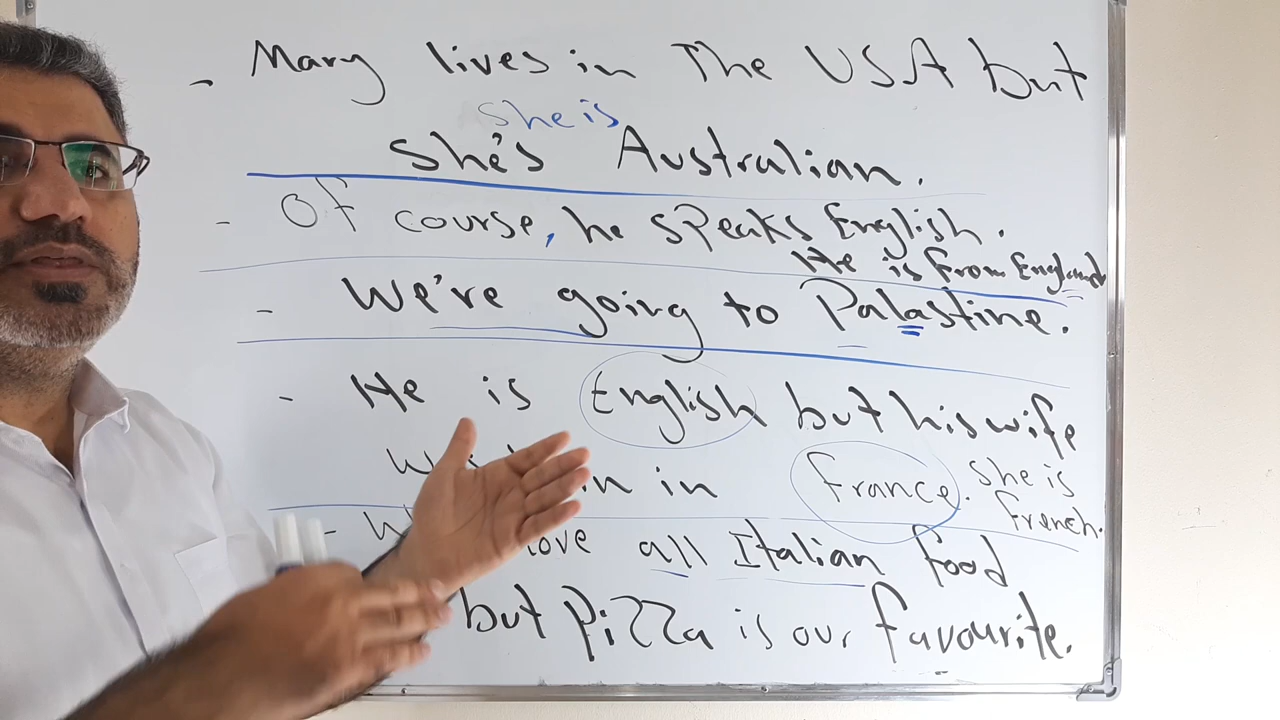 - Mary lives in The USA but
she is
she's Australian.
- Of course, he speaks English.
He is from England
- We're going to Palastine.
- He is English but his wife
in in France. she is
French.
- love all Italian food
but Pizza is our favourite.